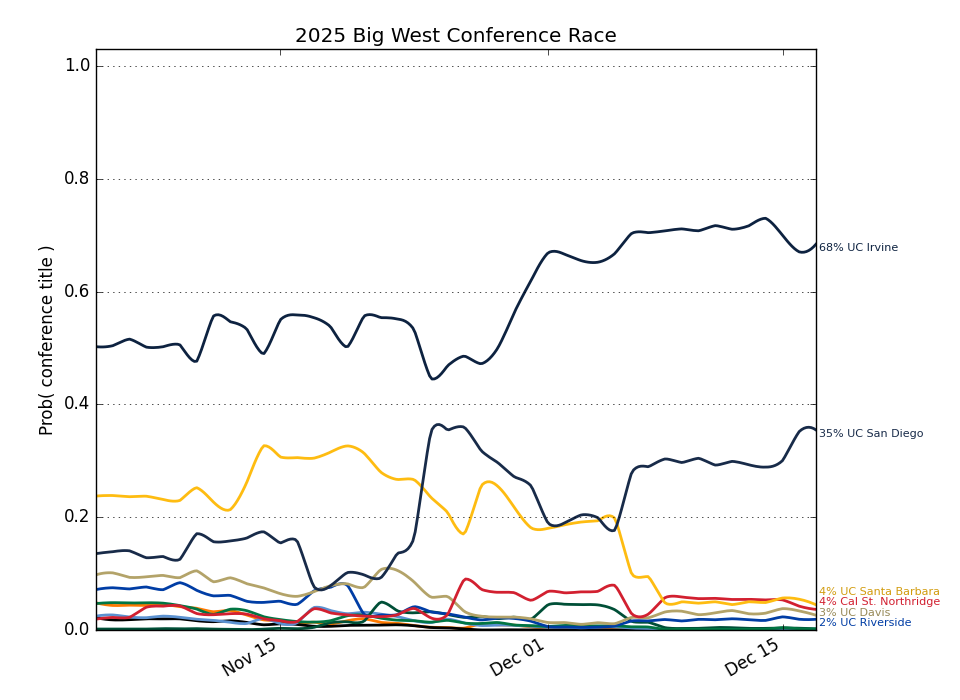 2025 Big West Conference Race
Prob( conference title )
1.0
0.8
0.6
0.4
0.2
0.0
68% UC Irvine
35% UC San Diego
4% UC Santa Barbara
4% Cal St. Northridge
3% UC Davis
2% UC Riverside
Nov 15
Dec 01
Dec 15